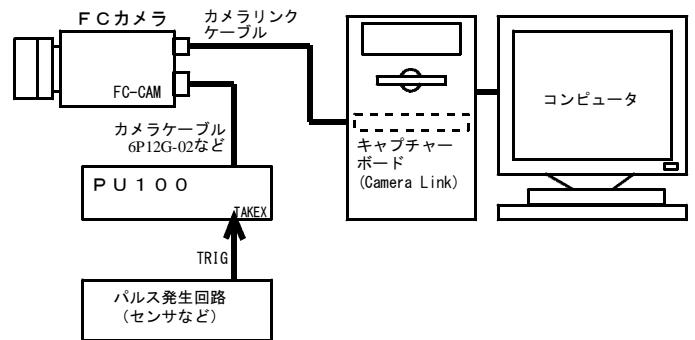 ＦＣカメラ
FC-CAM
カメラリンク
ケーブル
カメラケーブル
6P12G-02など
ＰＵ１００
TAKEX
TRIG
パルス発生回路
（センサなど）
キャプチャー
ボード
(Camera Link)
コンピュータ